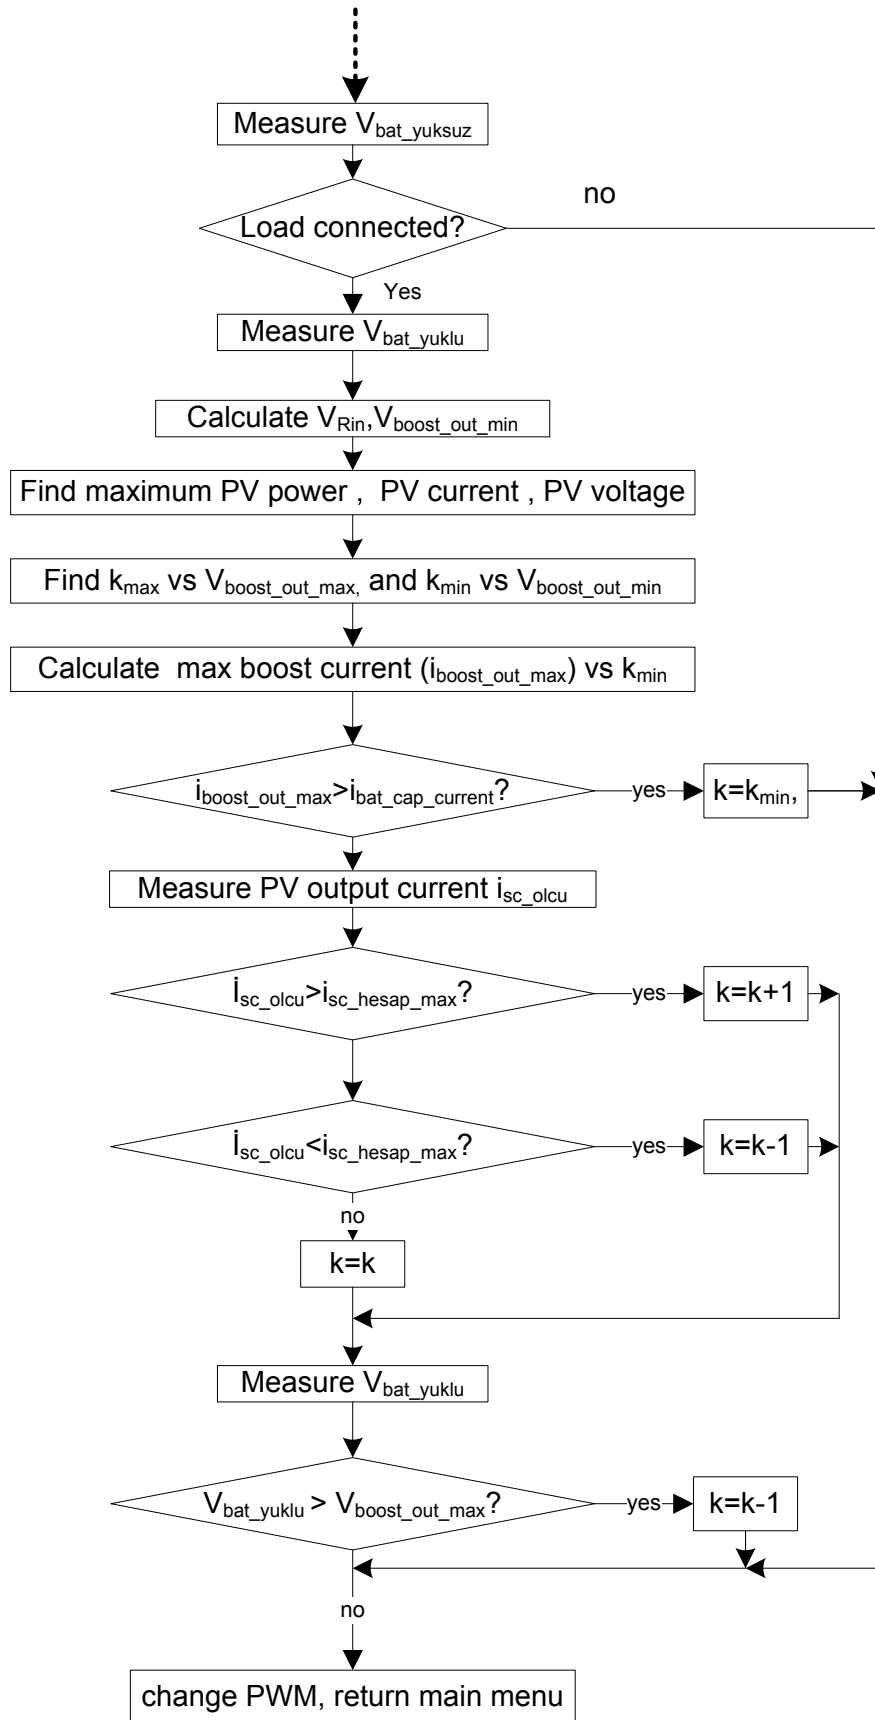 Measure Vbat_yuksuz
Load connected?
no
Yes
Measure Vbat_yuklu
Calculate VRin,Vboost_out_min
Find maximum PV power , PV current , PV voltage
Find kmax vs Vboost_out_max, and kmin vs Vboost_out_min
Calculate max boost current (iboost_out_max) vs kmin
iboost_out_max>ibat_cap_current?
yes
k=kmin,
Measure PV output current isc_olcu
İsc_olcu>isc_hesap_max?
yes
k=k+1
İsc_olcu<isc_hesap_max?
yes
k=k-1
no
k=k
Measure Vbat_yuklu
Vbat_yuklu > Vboost_out_max?
yes
k=k-1
no
change PWM, return main menu